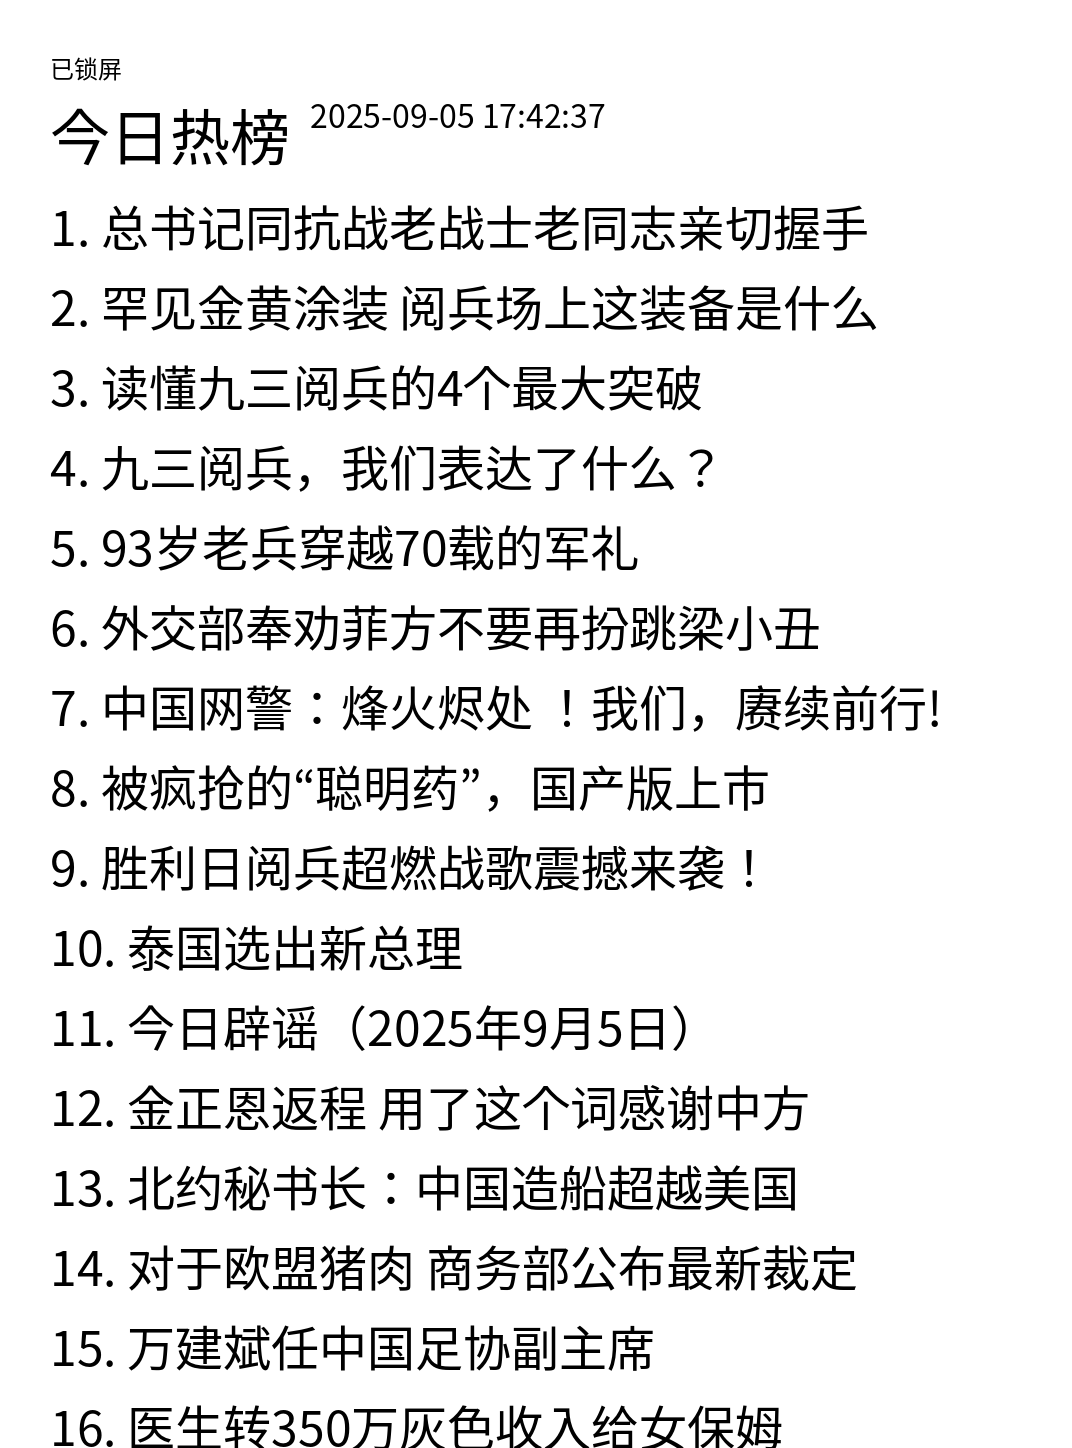 已锁屏
今日热榜 2025-09-05 17:42:37
1. 总书记同抗战老战士老同志亲切握手
2. 罕见金黄涂装 阅兵场上这装备是什么
3. 读懂九三阅兵的4个最大突破
4. 九三阅兵，我们表达了什么？
5. 93岁老兵穿越70载的军礼
6. 外交部奉劝菲方不要再扮跳梁小丑
7. 中国网警：烽火烬处 ！我们，赓续前行!
8. 被疯抢的“聪明药”，国产版上市
9. 胜利日阅兵超燃战歌震撼来袭！
10. 泰国选出新总理
11. 今日辟谣（2025年9月5日）
12. 金正恩返程 用了这个词感谢中方
13. 北约秘书长：中国造船超越美国
14. 对于欧盟猪肉 商务部公布最新裁定
15. 万建斌任中国足协副主席
16. 医生转350万灰色收入给女保姆